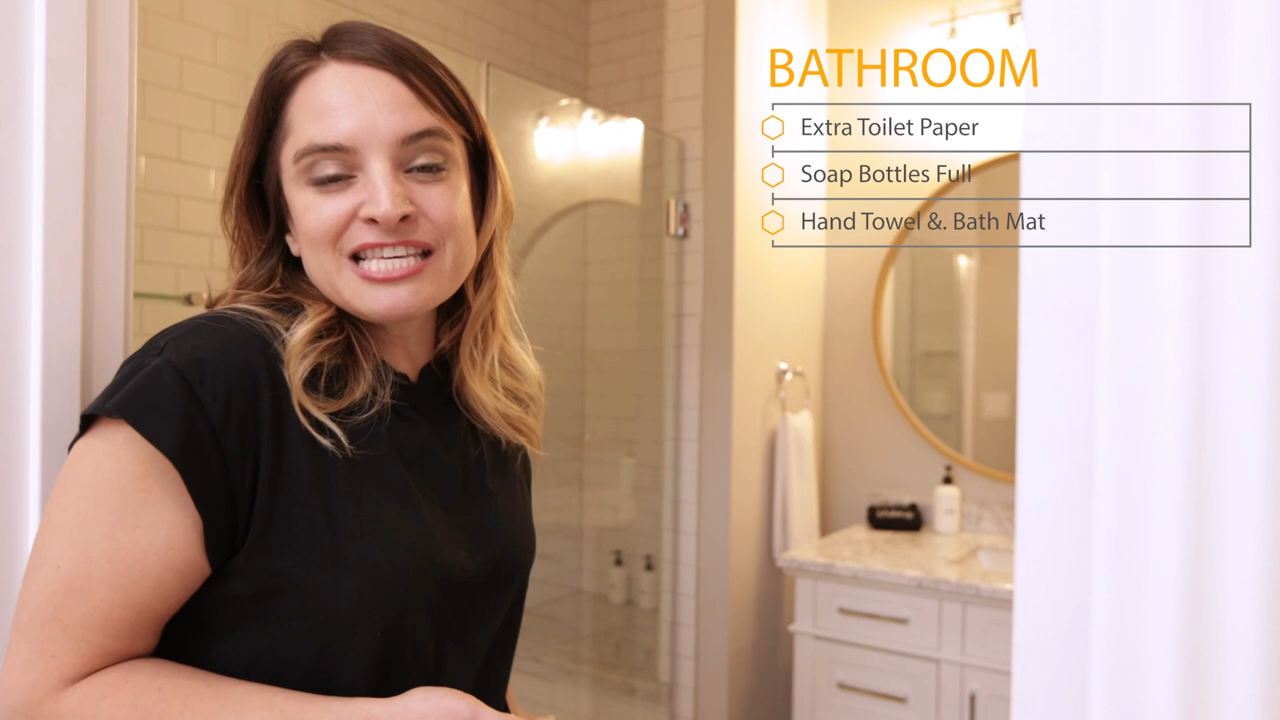 BATHROOM
Extra Toilet Paper
Soap Bottles Full
Hand Towel &. Bath Mat